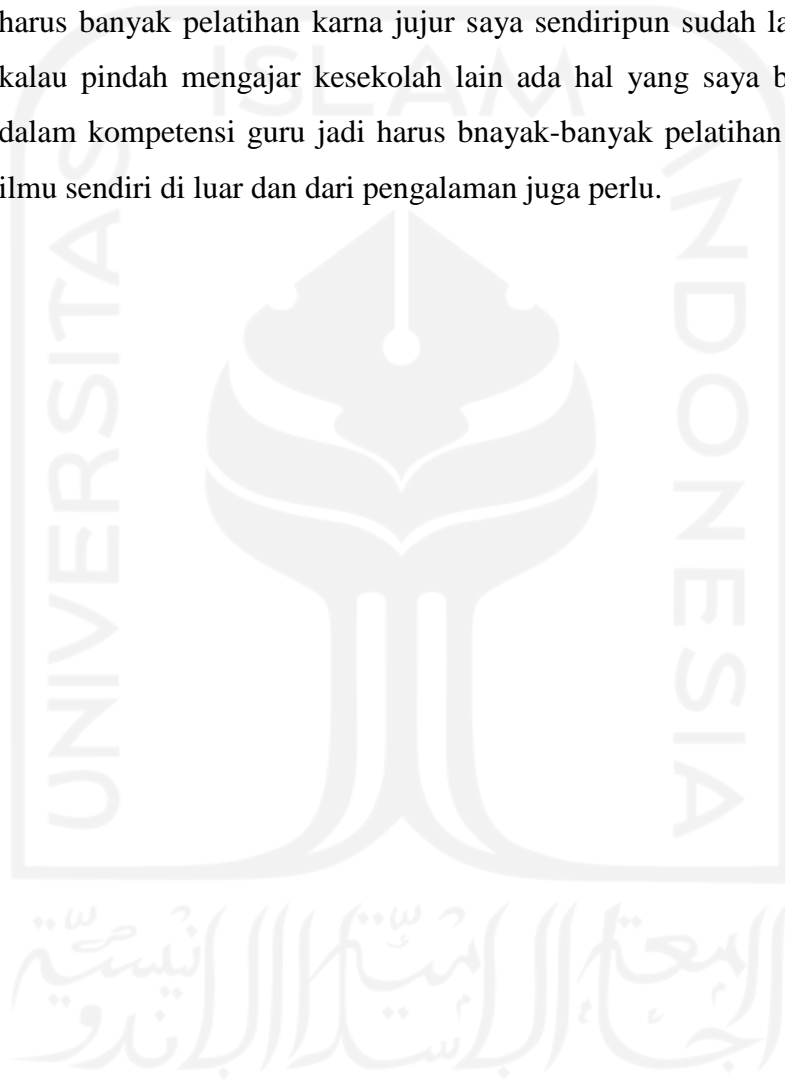 harus banyak pelatihan karna jujur saya sendiripun sudah
kalau pindah mengajar kesekolah lain ada hal yang saya
dalam kompetensi guru jadi harus bnayak-banyak pelatihan
ilmu sendiri di luar dan dari pengalaman juga perlu.
ISLAM
UNIVERSITAS
INDONESIA